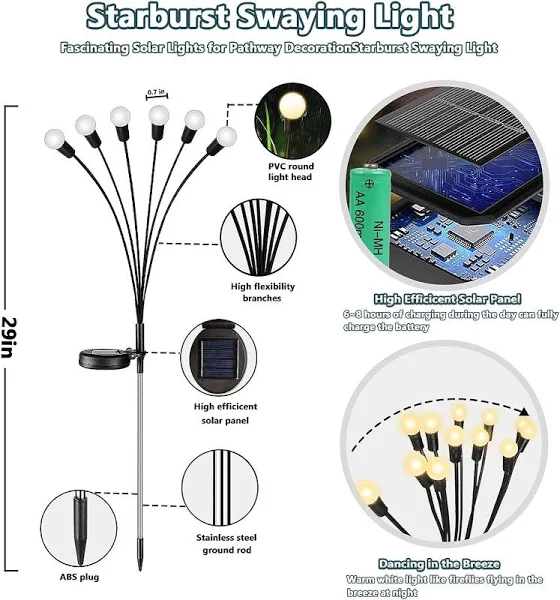 Starburst Swaying Light
Fascinating Solar Lights for Pathway DecorationStarburst Swaying Light
0.7 in
PVC round
light head
High flexibility
branches
29in
High efficicent
solar panel
Stainless steel
ground rod
ABS plug
Ni-MH
AA 600m
High Efficicent Solar Panel
6-8 hours of charging during the day can fully
charge the battery
Dancing in the Breeze
Warm white light like fireflies flying in the
breeze at night